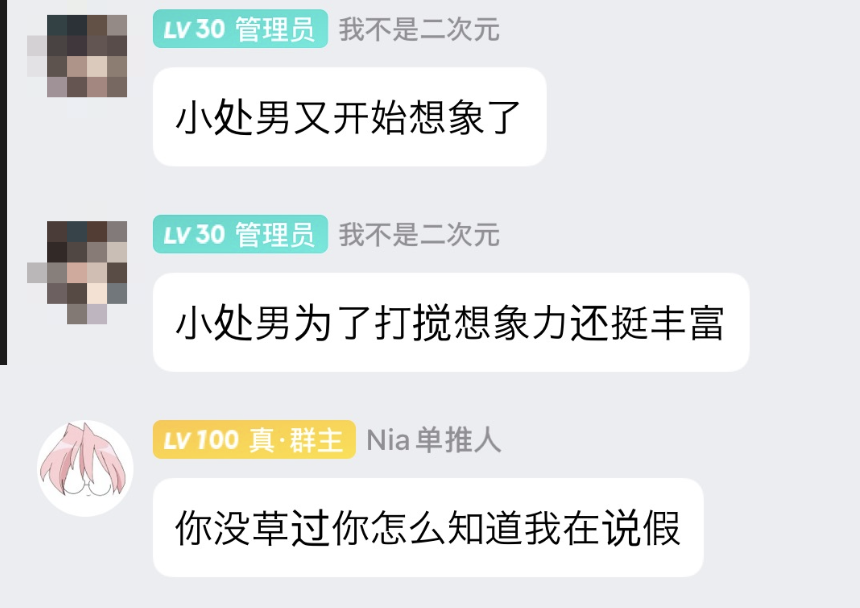 LV 30 管理员 我不是二次元
小处男又开始想象了
LV 30 管理员 我不是二次元
小处男为了打搅想象力还挺丰富
LV 100 真·群主 Nia单推人
你没草过你怎么知道我在说假